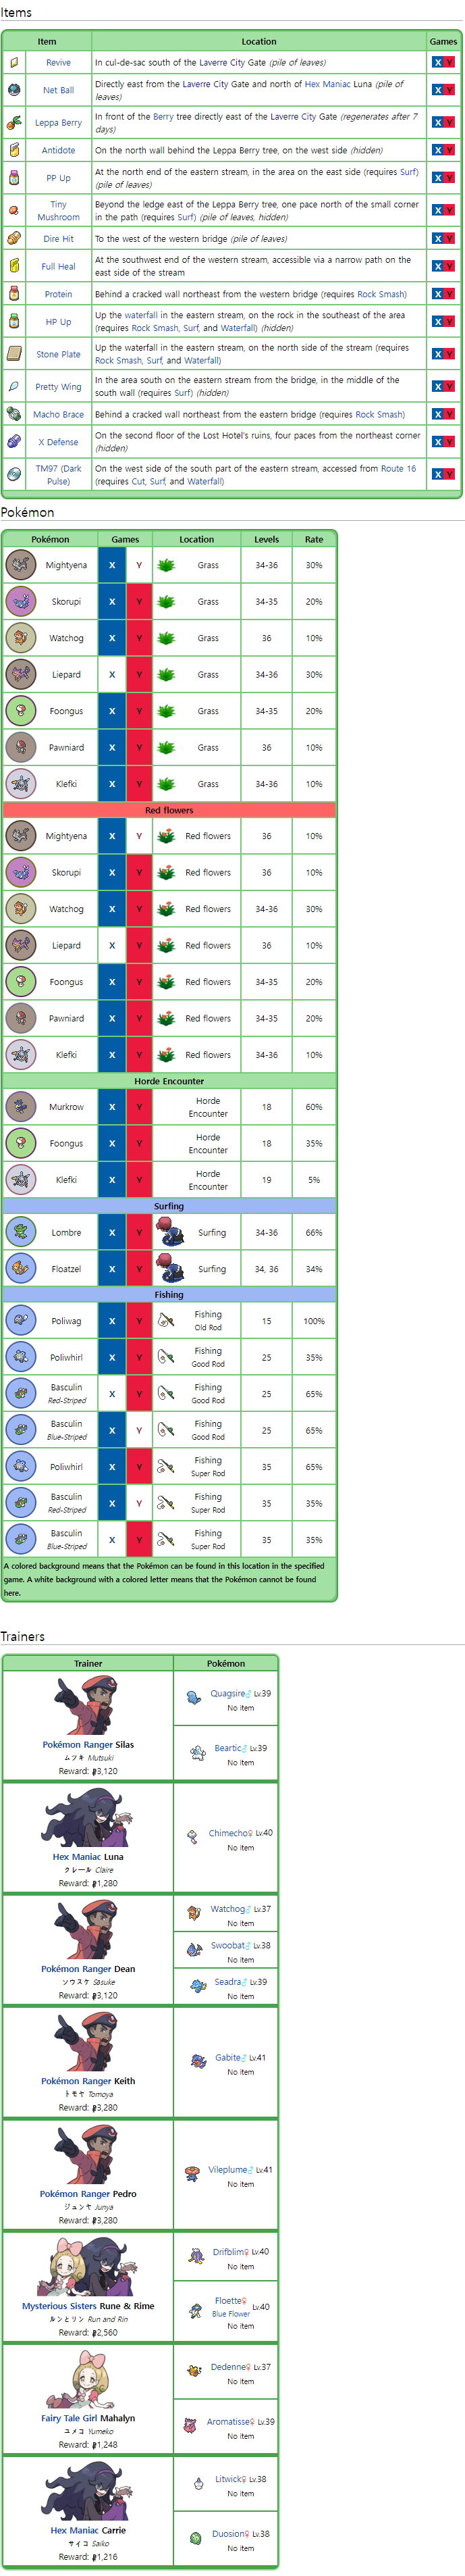 Items
Item Location Games
Revive In cul-de-sac south of the Laverre City Gate (pile of leaves) X Y
Net Ball Directly east from the Laverre City Gate and north of Hex Maniac Luna (pile of
leaves) X Y
Leppa Berry In front of the Berry tree directly east of the Laverre City Gate (regenerates after 7
days) X Y
Antidote On the north wall behind the Leppa Berry tree, on the west side (hidden) X Y
PP Up At the north end of the eastern stream, in the area on the east side (requires Surf)
(pile of leaves) X Y
Tiny
Mushroom Beyond the ledge east of the Leppa Berry tree, one pace north of the small corner
in the path (requires Surf) (pile of leaves, hidden) X Y
Dire Hit To the west of the western bridge (pile of leaves) X Y
Full Heal At the southwest end of the western stream, accessible via a narrow path on the
east side of the stream X Y
Protein Behind a cracked wall northeast from the western bridge (requires Rock Smash) X Y
HP Up Up the waterfall in the eastern stream, on the rock in the southeast of the area
(requires Rock Smash, Surf, and Waterfall) (hidden) X Y
Stone Plate Up the waterfall in the eastern stream, on the north side of the stream (requires
Rock Smash, Surf, and Waterfall) X Y
Pretty Wing In the area south on the eastern stream from the bridge, in the middle of the
south wall (requires Surf) (hidden) X Y
Macho Brace Behind a cracked wall northeast from the eastern bridge (requires Rock Smash) X Y
X Defense On the second floor of the Lost Hotel's ruins, four paces from the northeast corner
(hidden) X Y
TM97 (Dark
Pulse) On the west side of the south part of the eastern stream, accessed from Route 16
(requires Cut, Surf, and Waterfall) X Y
Pokémon
Pokémon Games Location Levels Rate
Mightyena X Y Grass 34-36 30%
Skorupi X Y Grass 34-35 20%
Watchog X Y Grass 36 10%
Liepard X Y Grass 34-36 30%
Foongus X Y Grass 34-35 20%
Pawniard X Y Grass 36 10%
Klefki X Y Grass 34-36 10%
Red flowers
Mightyena X Y Red flowers 36 10%
Skorupi X Y Red flowers 36 10%
Watchog X Y Red flowers 34-36 30%
Liepard X Y Red flowers 36 10%
Foongus X Y Red flowers 34-35 20%
Pawniard X Y Red flowers 34-35 20%
Klefki X Y Red flowers 34-36 10%
Horde Encounter
Murkrow X Y Horde
Encounter 18 60%
Foongus X Y Horde
Encounter 18 35%
Klefki X Y Horde
Encounter 19 5%
Surfing
Lombre X Y Surfing 34-36 66%
Floatzel X Y Surfing 34, 36 34%
Fishing
Poliwag X Y Fishing
Old Rod 15 100%
Poliwhirl X Y Fishing
Good Rod 25 35%
Basculin
Red-Striped X Y Fishing
Good Rod 25 65%
Basculin
Blue-Striped X Y Fishing
Good Rod 25 65%
Poliwhirl X Y Fishing
Super Rod 35 65%
Basculin
Red-Striped X Y Fishing
Super Rod 35 35%
Basculin
Blue-Striped X Y Fishing
Super Rod 35 35%
A colored background means that the Pokémon can be found in this location in the specified
game. A white background with a colored letter means that the Pokémon cannot be found
here.
Trainers
Trainer Pokémon
Quagsire♂ Lv.39
No item
Pokémon Ranger Silas
ムツキ Mutsuki
Reward: 3,120
Beartic♂ Lv.39
No item
Chimecho♀ Lv.40
No item
Hex Maniac Luna
クレール Claire
Reward: 1,280
Watchog♂ Lv.37
No item
Swoobat♂ Lv.38
No item
Pokémon Ranger Dean
ソウスケ Sōsuke
Reward: 3,120
Seadra♂ Lv.39
No item
Gabite♂ Lv.41
No item
Pokémon Ranger Keith
トモヤ Tomoya
Reward: 3,280
Vileplume♂ Lv.41
No item
Pokémon Ranger Pedro
ジュンヤ Junya
Reward: 3,280
Drifblim♀ Lv.40
No item
Mysterious Sisters Rune & Rime
ルンとリン Run and Rin
Reward: 2,560
Floette♀
Blue Flower Lv.40
No item
Dedenne♀ Lv.37
No item
Fairy Tale Girl Mahalyn
ユメコ Yumeko
Reward: 1,248
Aromatisse♀ Lv.39
No item
Litwick♀ Lv.38
No item
Hex Maniac Carrie
サイコ Saiko
Reward: 1,216
Duosion♀ Lv.38
No item